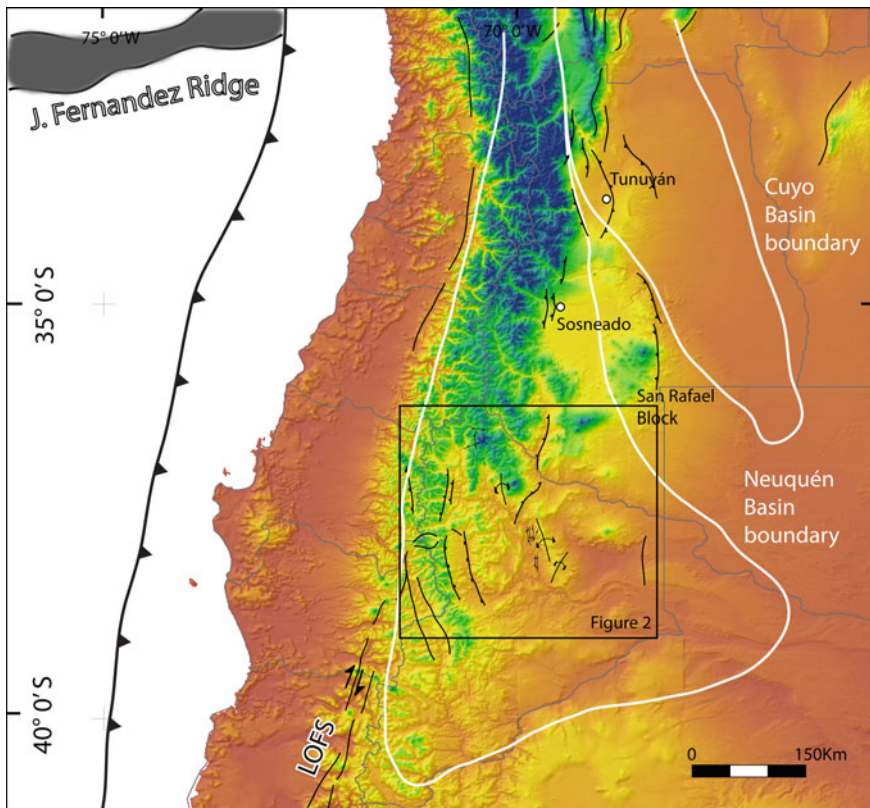 75° 0'W
70° 0'W
J. Fernandez Ridge
Tunuyán
Cuyo
Basin
boundary
35° 0'S
Sosneado
San Rafael
Block
Neuquén
Basin
boundary
Figure 2
40° 0'S
LOFS
0
150Km